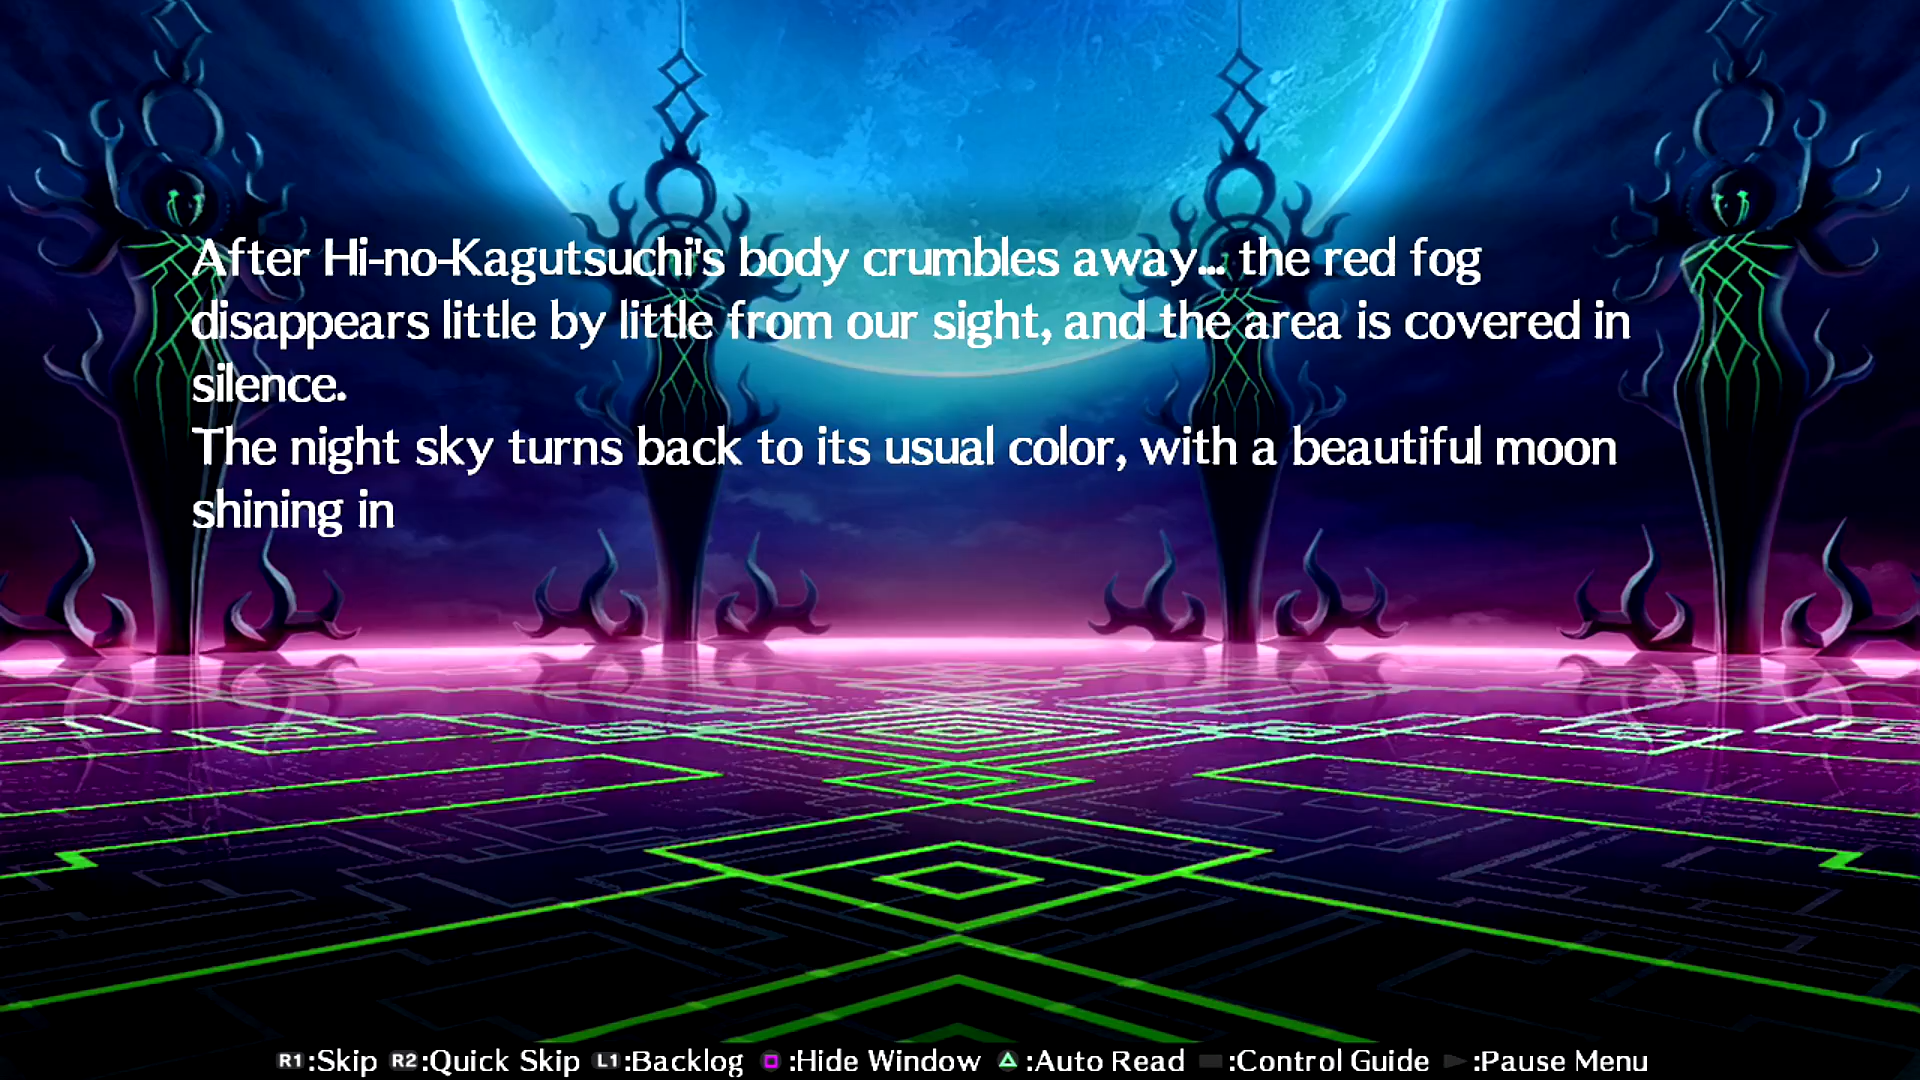 After Hi-no-Kagutsuchi's body crumbles away... the red fog
disappears little by little from our sight, and the area is covered in
silence.
The night sky turns back to its usual color, with a beautiful moon
shining in
R1:Skip R2:Quick Skip L1:Backlog :Hide Window :Auto Read :Control Guide :Pause Menu